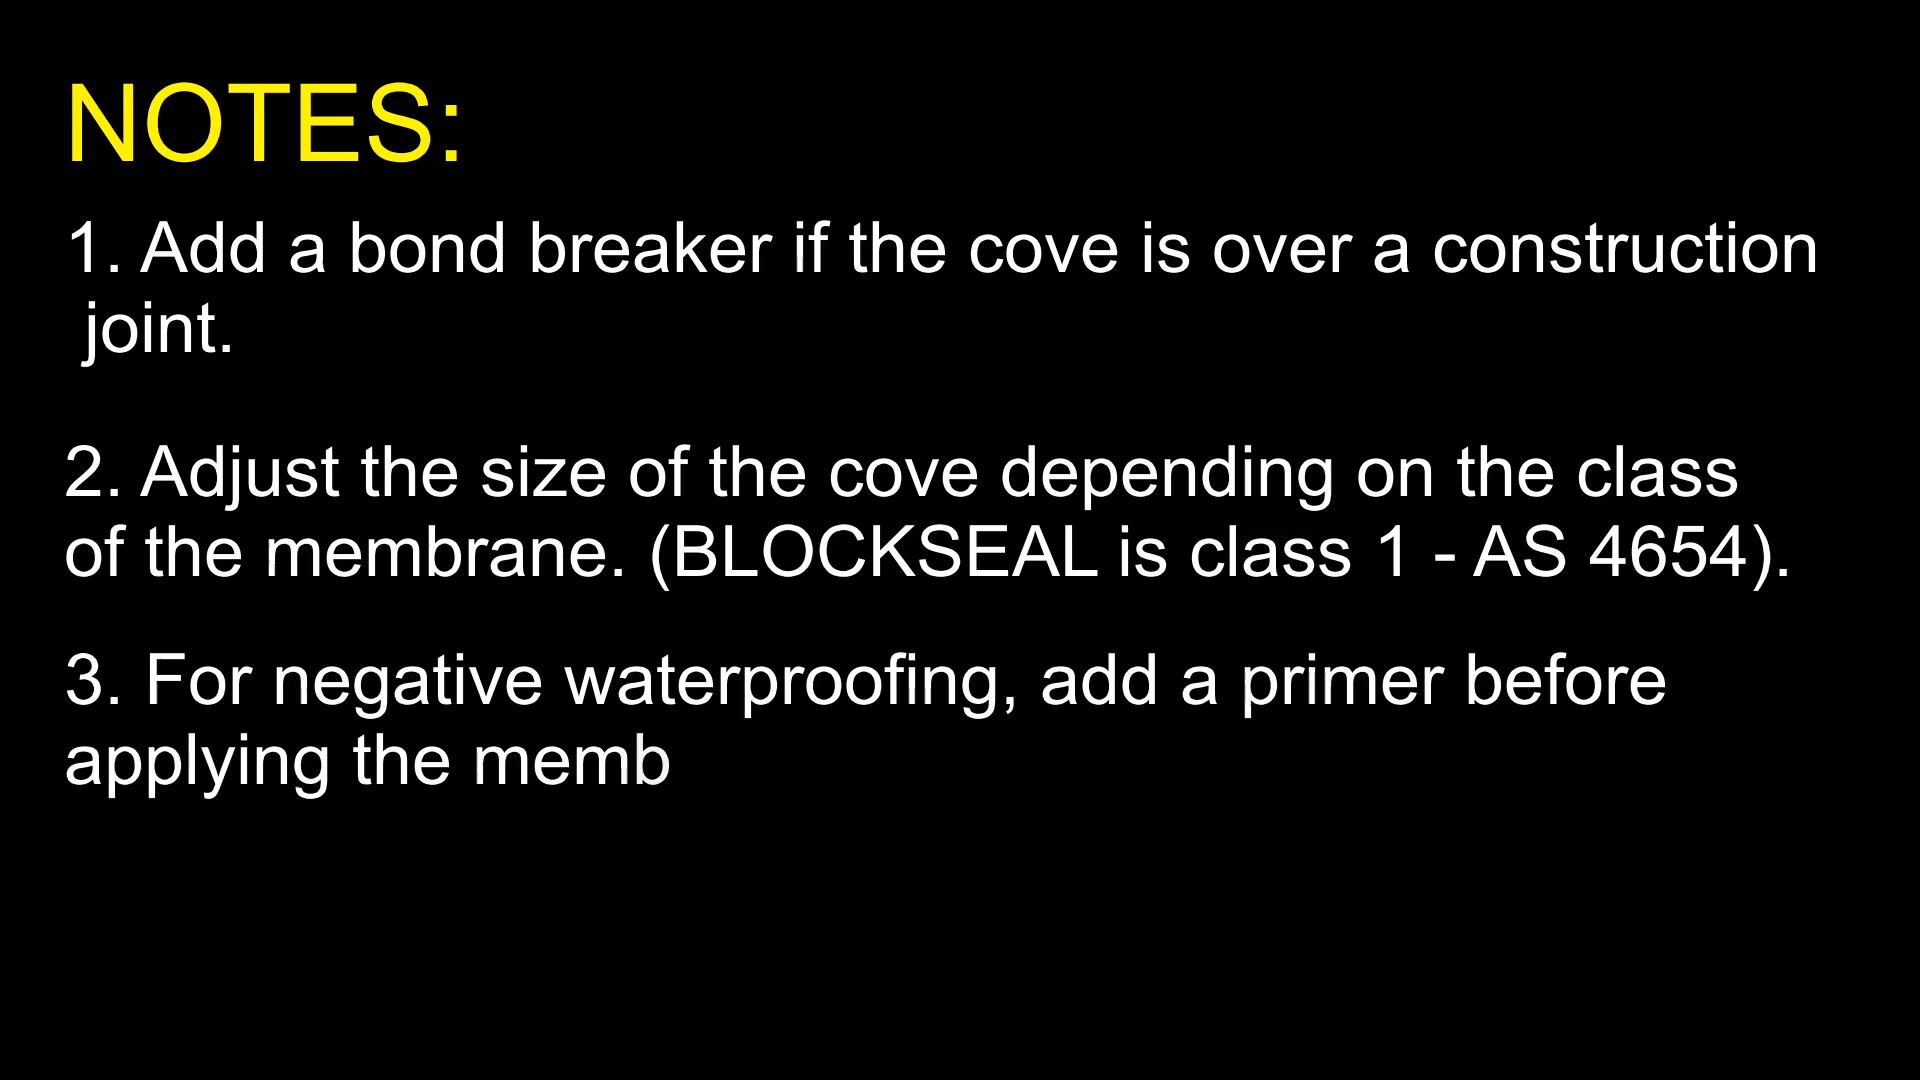 NOTES:
1. Add a bond breaker if the cove is over a construction
joint.
2. Adjust the size of the cove depending on the class
of the membrane. (BLOCKSEAL is class 1 - AS 4654).
3. For negative waterproofing, add a primer before
applying the memb